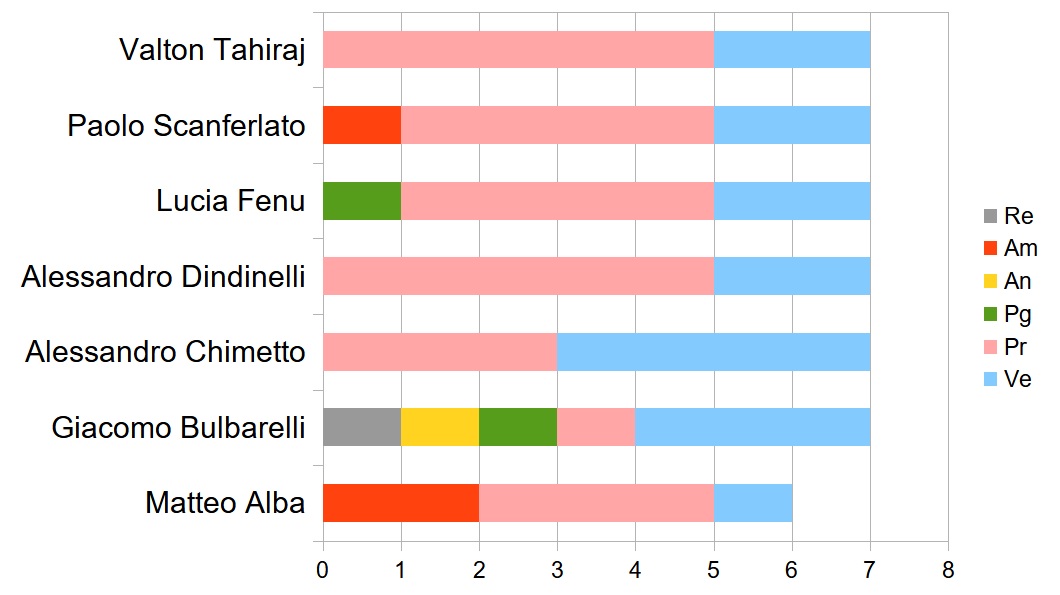 Valton Tahiraj
Paolo Scanferlato
Lucia Fenu
Alessandro Dindinelli
Alessandro Chimetto
Giacomo Bulbarelli
Matteo Alba
0 1 2 3 4 5 6 7 8
Re
Am
An
Pg
Pr
Ve